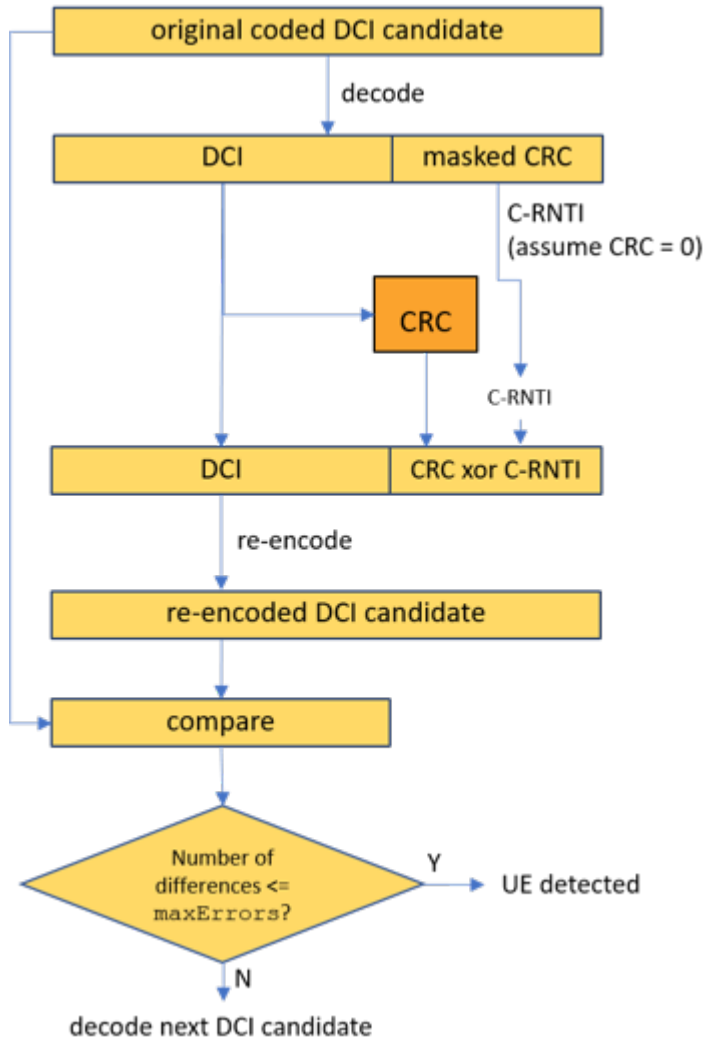 original coded DCI candidate
decode
DCI
masked CRC
C-RNTI
(assume CRC = 0)
CRC
C-RNTI
DCI
CRC xor C-RNTI
re-encode
re-encoded DCI candidate
compare
Number of
differences <=
maxErrors?
Y
UE detected
N
decode next DCI candidate